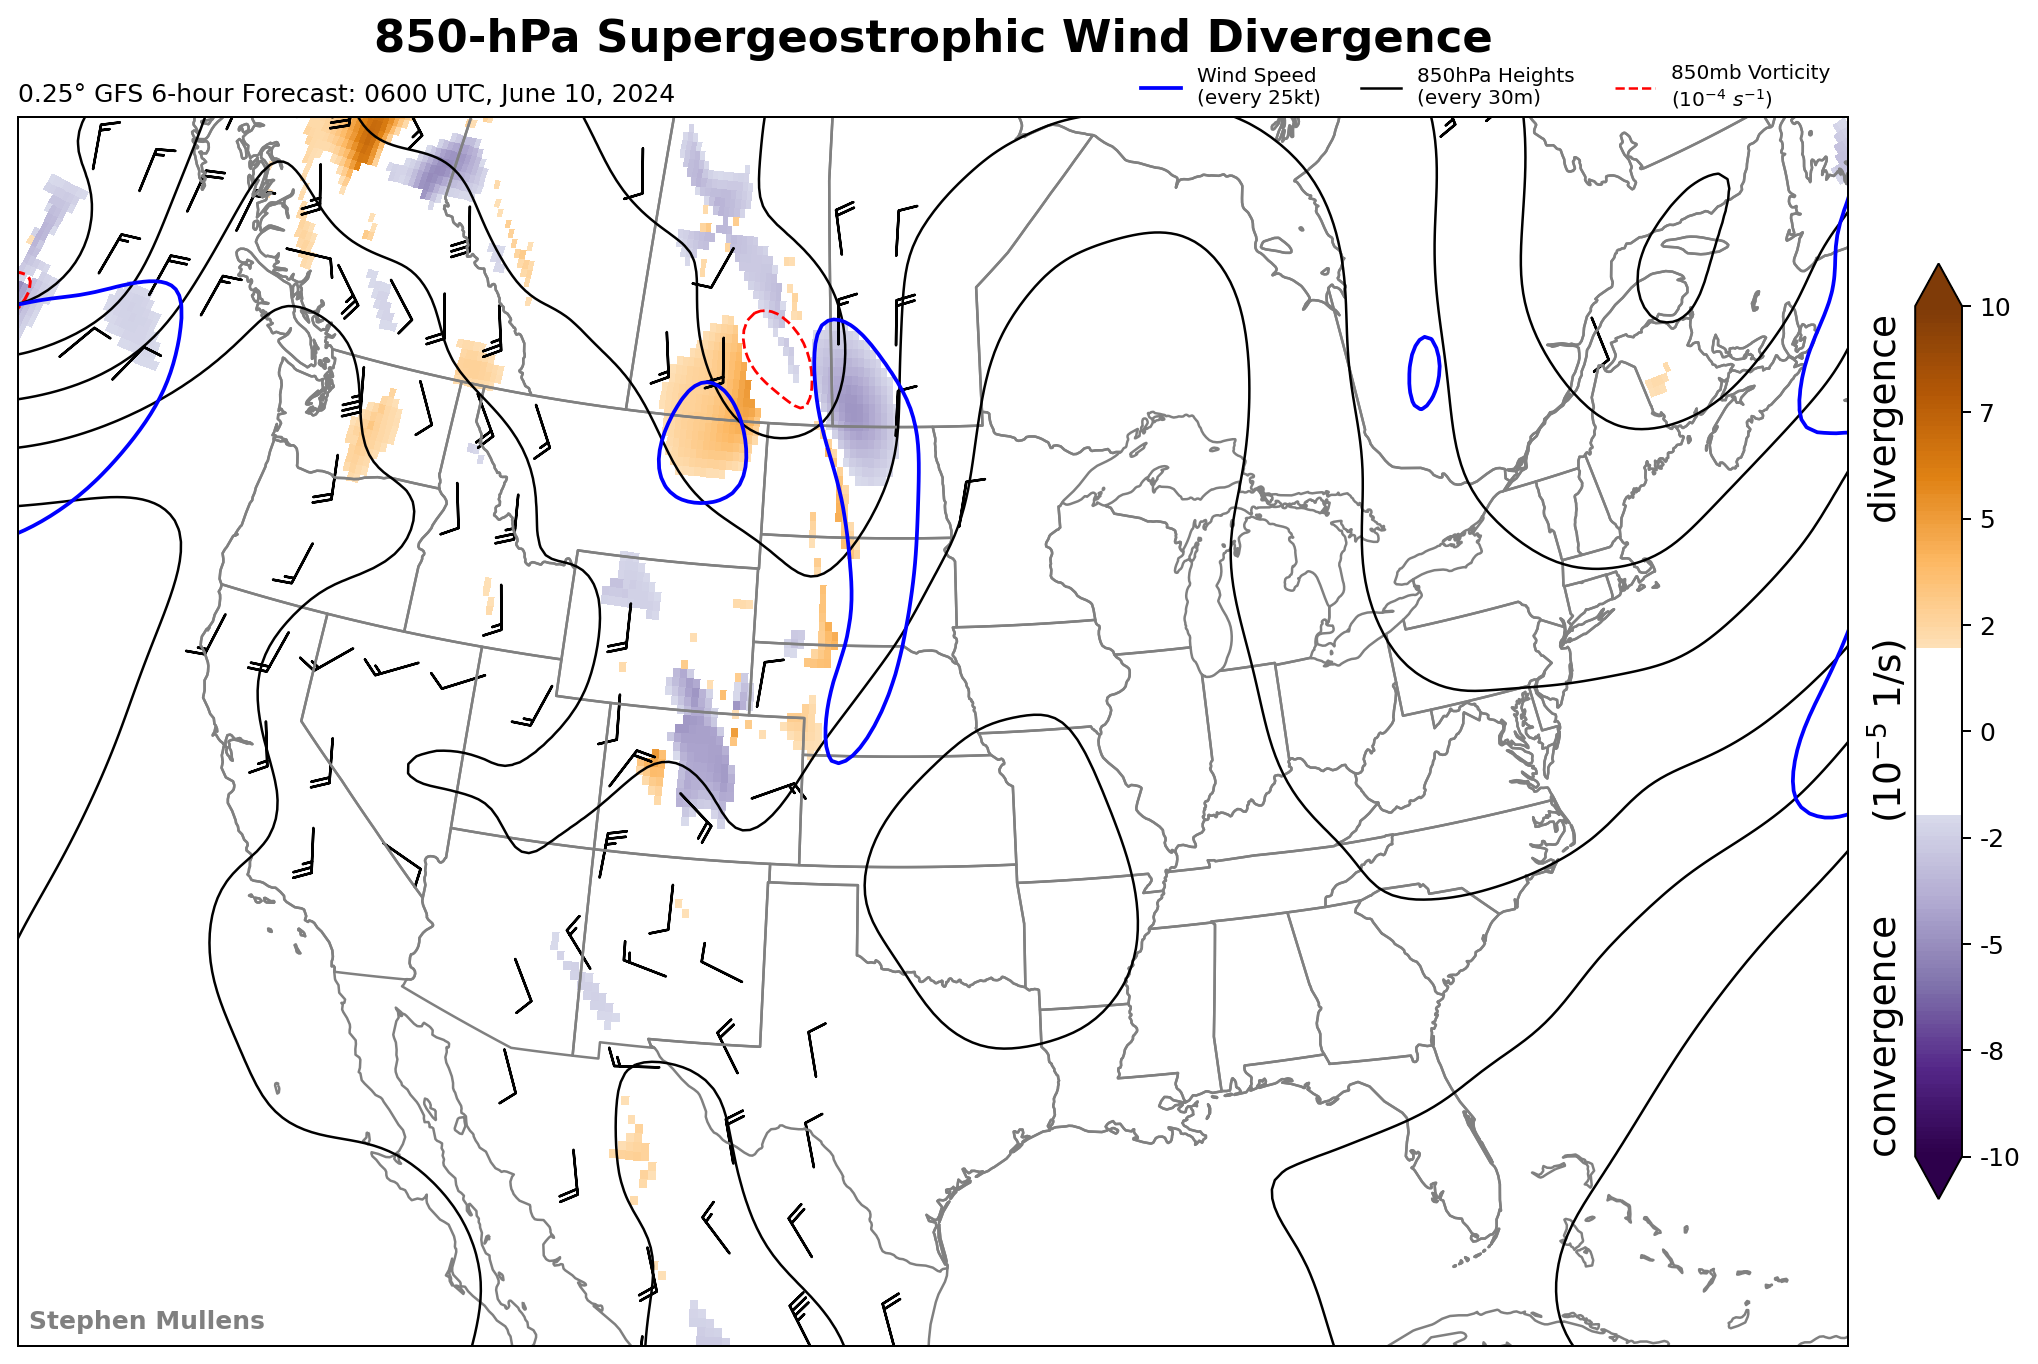 850-hPa Supergeostrophic Wind Divergence
0.25° GFS 6-hour Forecast: 0600 UTC, June 10, 2024
Wind Speed
(every 25kt)
850hPa Heights
(every 30m)
850mb Vorticity
(10⁻⁴ s⁻¹)
10
7
5
2
0
-2
-5
-8
-10
convergence (10⁻⁵ 1/s) divergence
Stephen Mullens